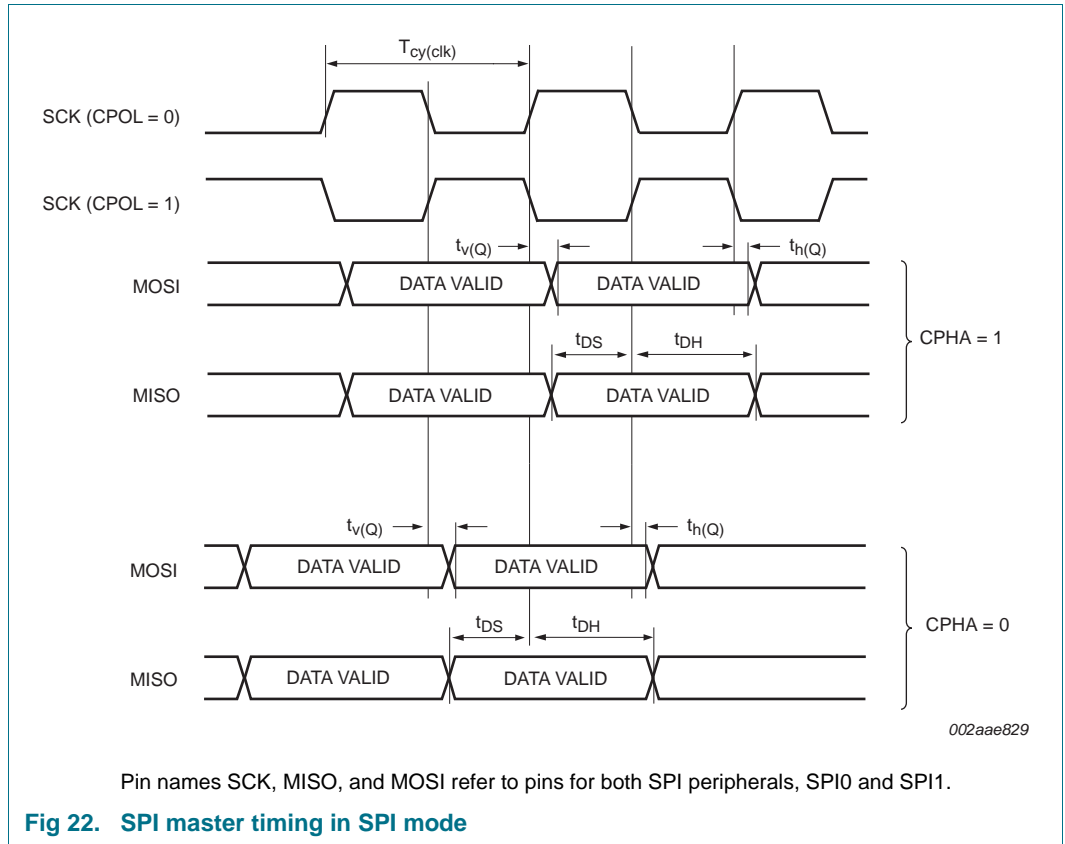 Tcy(clk)
SCK (CPOL = 0)
SCK (CPOL = 1)
tv(Q)
th(Q)
MOSI
DATA VALID
DATA VALID
CPHA = 1
tDS
tDH
MISO
DATA VALID
DATA VALID
tv(Q)
th(Q)
MOSI
DATA VALID
DATA VALID
CPHA = 0
tDS
tDH
MISO
DATA VALID
DATA VALID
002aae829
Pin names SCK, MISO, and MOSI refer to pins for both SPI peripherals, SPI0 and SPI1.
Fig 22. SPI master timing in SPI mode